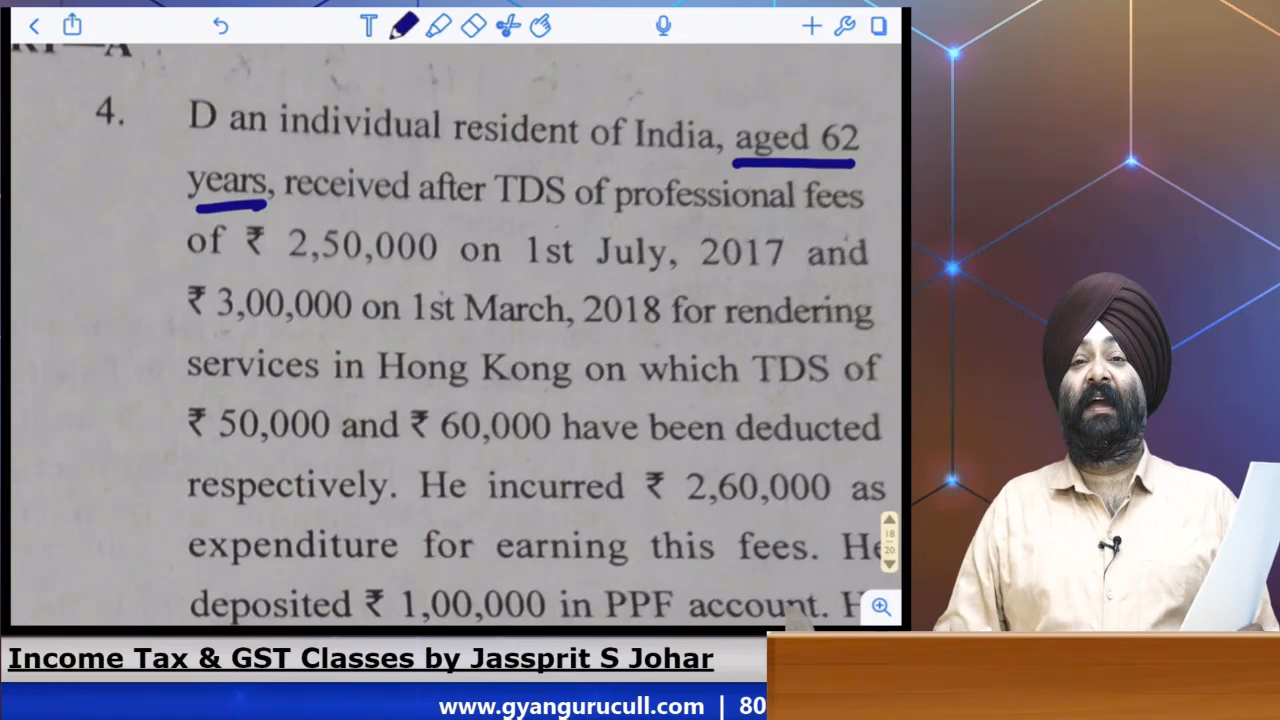 4. D an individual resident of India, aged 62
years, received after TDS of professional fees
of ₹ 2,50,000 on 1st July, 2017 and
₹ 3,00,000 on 1st March, 2018 for rendering
services in Hong Kong on which TDS of
₹ 50,000 and ₹ 60,000 have been deducted
respectively. He incurred ₹ 2,60,000 as
expenditure for earning this fees. He
deposited ₹ 1,00,000 in PPF account.
18
20
Income Tax & GST Classes by Jassprit S Johar
www.gyangurucull.com | 80